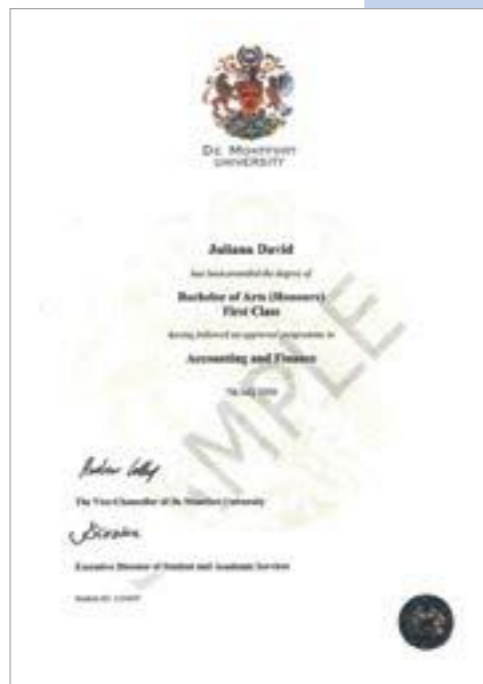 DE MONTFORT
UNIVERSITY
Juliana David
has been awarded the degree of
Bachelor of Arts (Honours)
First Class
having followed an approved programme in
Accounting and Finance
SAMPLE
The Vice-Chancellor of De Montfort University
Executive Director of Student and Academic Services
Student ID: